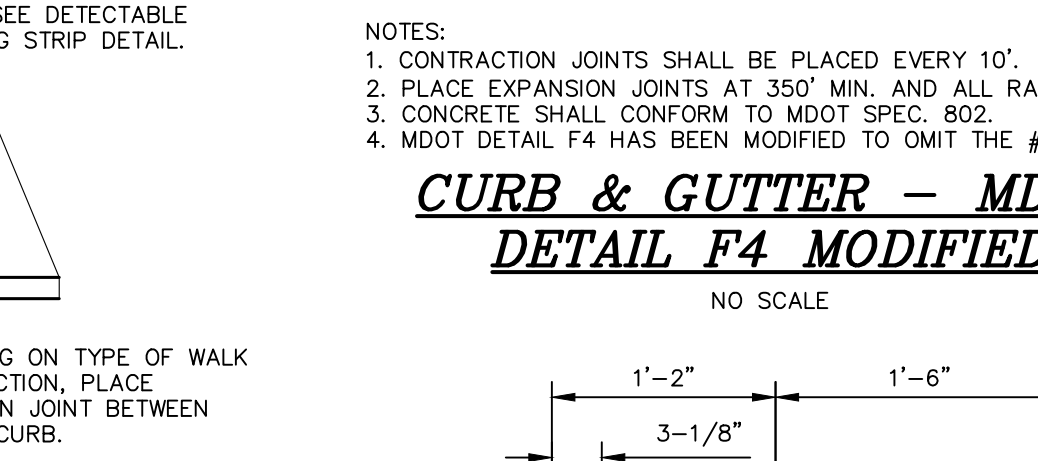 SEE DETECTABLE
G STRIP DETAIL.
NOTES:
1. CONTRACTION JOINTS SHALL BE PLACED EVERY 10'.
2. PLACE EXPANSION JOINTS AT 350' MIN. AND ALL RA
3. CONCRETE SHALL CONFORM TO MDOT SPEC. 802.
4. MDOT DETAIL F4 HAS BEEN MODIFIED TO OMIT THE #
CURB & GUTTER – MD
DETAIL F4 MODIFIED
NO SCALE
G ON TYPE OF WALK
CTION, PLACE
N JOINT BETWEEN
CURB.
1'–2" 1'–6"
3–1/8"